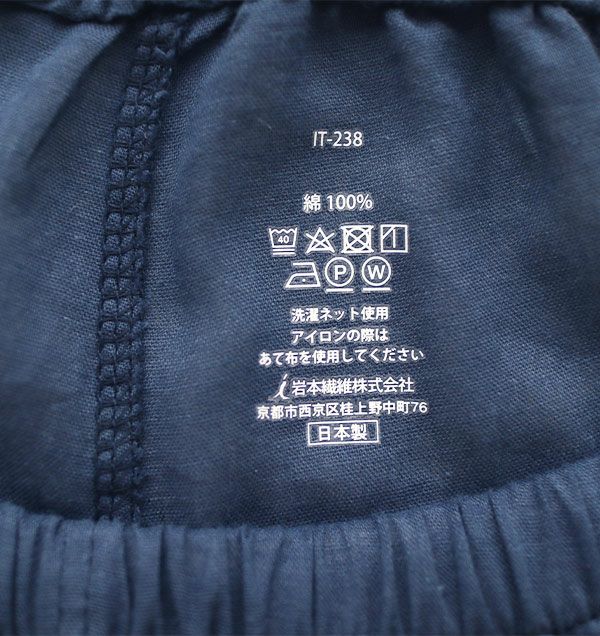 IT-238
綿 100%
40
P W
洗濯ネット使用
アイロンの際は
あて布を使用してください
i 岩本繊維株式会社
京都市西京区桂上野中町76
日本製